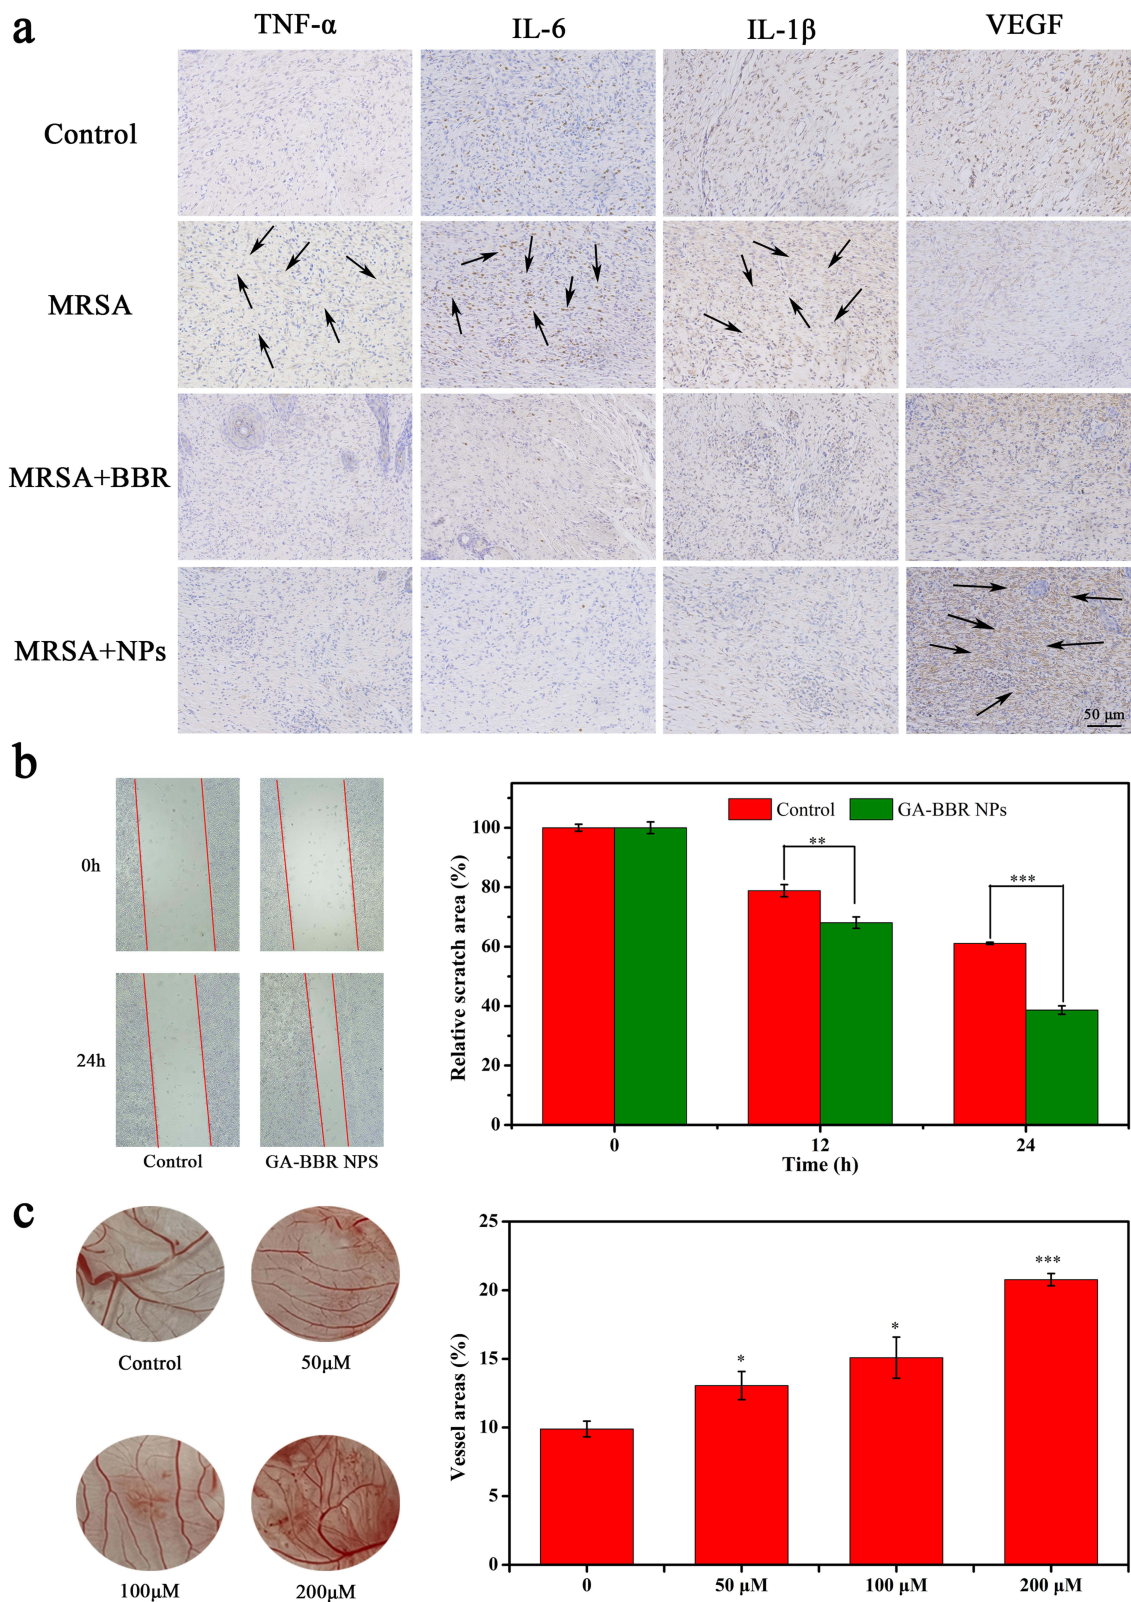 a
TNF-α IL-6 IL-1β VEGF
Control
MRSA
MRSA+BBR
MRSA+NPs
50 μm
b
0h
24h
Control GA-BBR NPS
Control GA-BBR NPs
Relative scratch area (%)
100
80
60
40
20
0
**
***
0 12 24
Time (h)
c
Control 50μM
100μM 200μM
Vessel areas (%)
25
20
15
10
5
0
*
*
***
0 50 μM 100 μM 200 μM